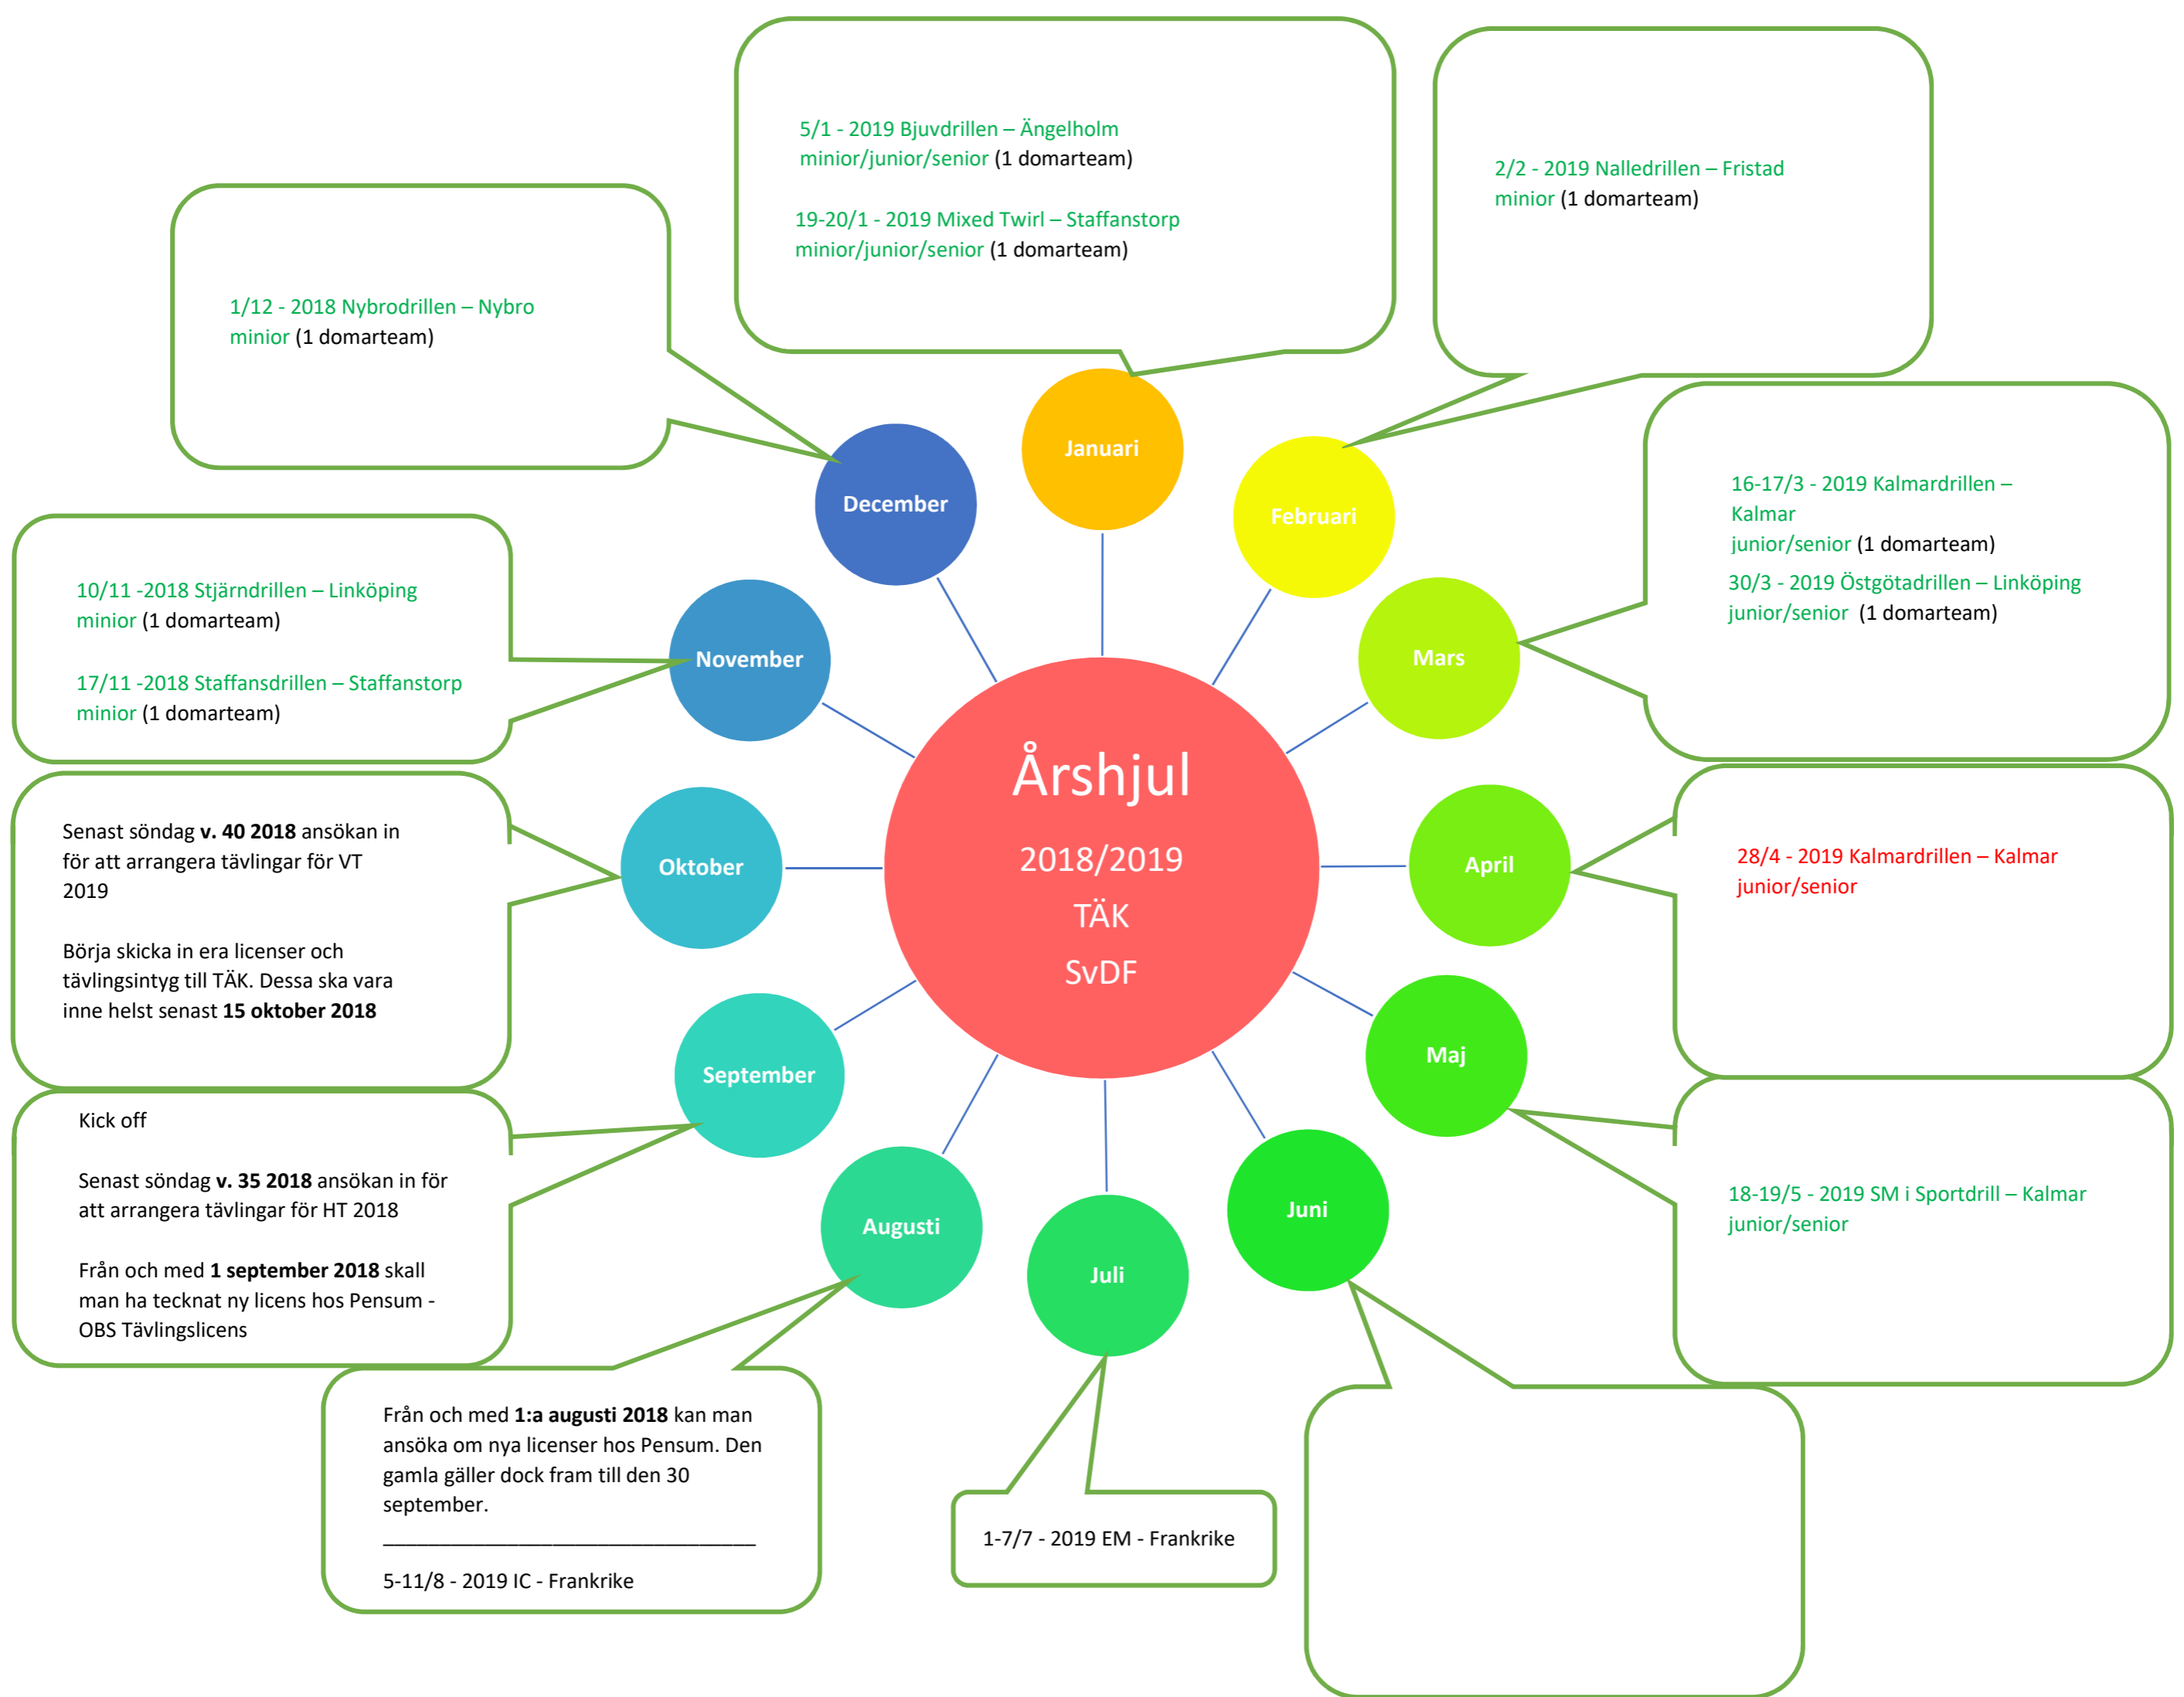 Årshjul
2018/2019
TÄK
SvDF
Januari
5/1 - 2019 Bjuvdrillen – Ängelholm
minior/junior/senior (1 domarteam)
19-20/1 - 2019 Mixed Twirl – Staffanstorp
minior/junior/senior (1 domarteam)
Februari
2/2 - 2019 Nalledrillen – Fristad
minior (1 domarteam)
Mars
16-17/3 - 2019 Kalmardrillen –
Kalmar
junior/senior (1 domarteam)
30/3 - 2019 Östgötadrillen – Linköping
junior/senior  (1 domarteam)
April
28/4 - 2019 Kalmardrillen – Kalmar
junior/senior
Maj
18-19/5 - 2019 SM i Sportdrill – Kalmar
junior/senior
Juni
Juli
1-7/7 - 2019 EM - Frankrike
Augusti
Från och med 1:a augusti 2018 kan man
ansöka om nya licenser hos Pensum. Den
gamla gäller dock fram till den 30
september.
__________________________________
5-11/8 - 2019 IC - Frankrike
September
Kick off
Senast söndag v. 35 2018 ansökan in för
att arrangera tävlingar för HT 2018
Från och med 1 september 2018 skall
man ha tecknat ny licens hos Pensum -
OBS Tävlingslicens
Oktober
Senast söndag v. 40 2018 ansökan in
för att arrangera tävlingar för VT
2019
Börja skicka in era licenser och
tävlingsintyg till TÄK. Dessa ska vara
inne helst senast 15 oktober 2018
November
10/11 -2018 Stjärndrillen – Linköping
minior (1 domarteam)
17/11 -2018 Staffansdrillen – Staffanstorp
minior (1 domarteam)
December
1/12 - 2018 Nybrodrillen – Nybro
minior (1 domarteam)